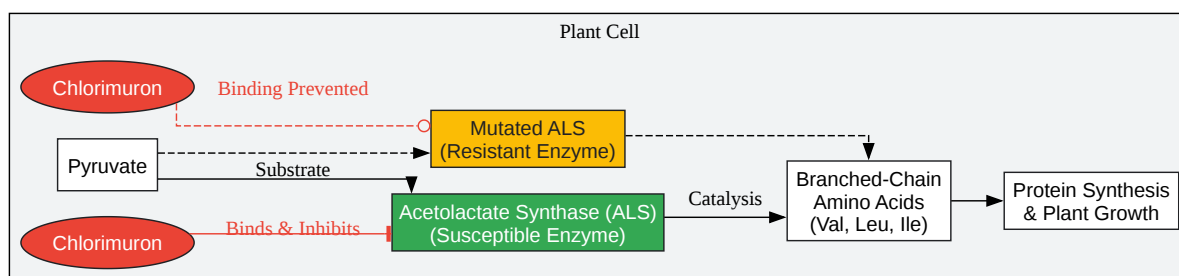 Plant Cell
Chlorimuron
Binding Prevented
Mutated ALS
(Resistant Enzyme)
Pyruvate
Substrate
Branched-Chain
Amino Acids
(Val, Leu, Ile)
Protein Synthesis
& Plant Growth
Acetolactate Synthase (ALS)
(Susceptible Enzyme)
Catalysis
Chlorimuron
Binds & Inhibits